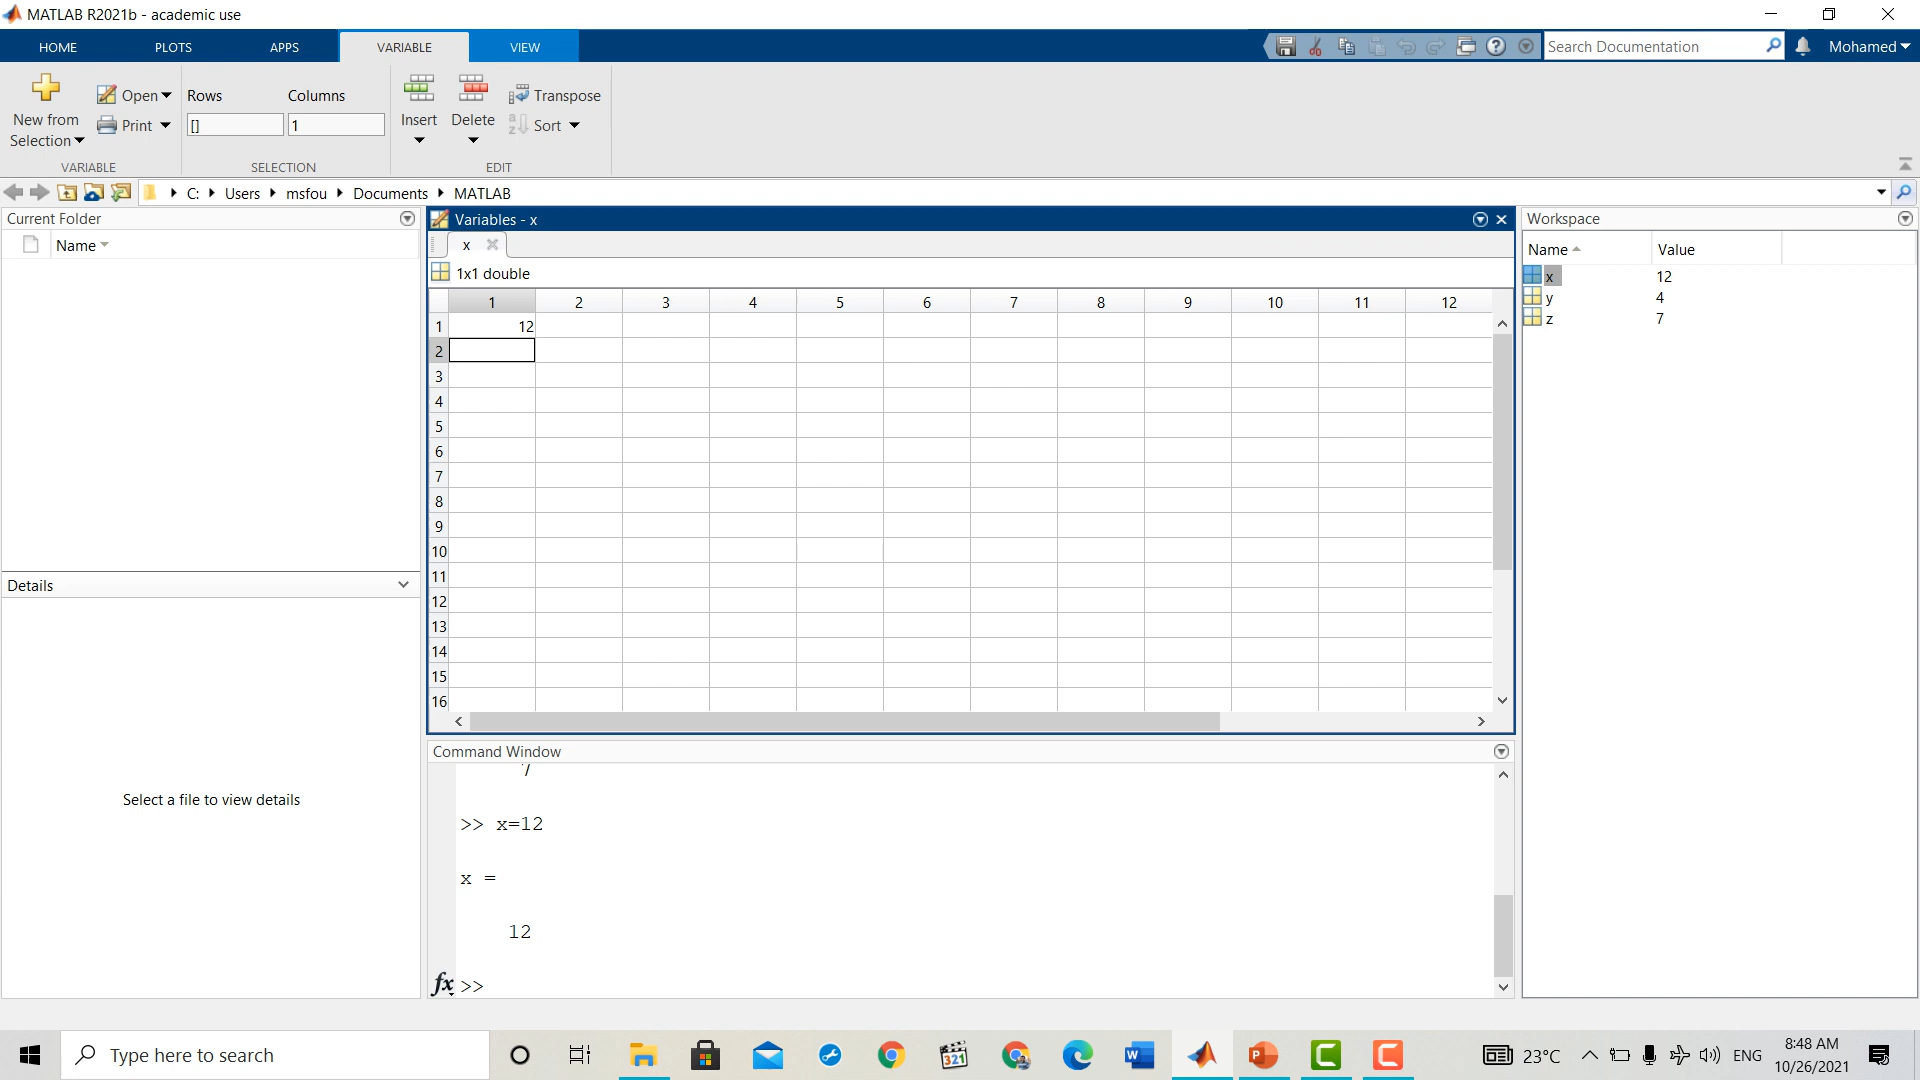 MATLAB R2021b - academic use
HOME PLOTS APPS VARIABLE VIEW
Search Documentation
Mohamed
New from Selection
Open
Print
VARIABLE
Rows Columns
[] 1
SELECTION
Insert
Delete
Transpose
Sort
EDIT
C: Users msfou Documents MATLAB
Current Folder
Name
Details
Select a file to view details
Variables - x
x
1x1 double
1 2 3 4 5 6 7 8 9 10 11 12
1 12
2
3
4
5
6
7
8
9
10
11
12
13
14
15
16
Command Window
7
>> x=12
x =
12
fx >>
Workspace
Name Value
x 12
y 4
z 7
Type here to search
23°C
ENG
8:48 AM
10/26/2021